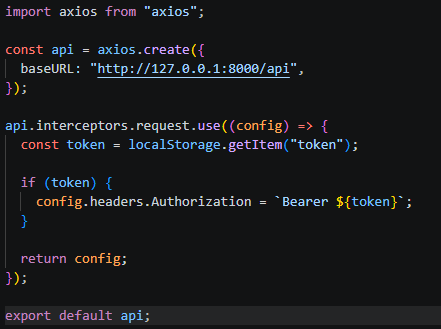 import axios from "axios";

const api = axios.create({
  baseURL: "http://127.0.0.1:8000/api",
});

api.interceptors.request.use((config) => {
  const token = localStorage.getItem("token");

  if (token) {
    config.headers.Authorization = `Bearer ${token}`;
  }

  return config;
});

export default api;